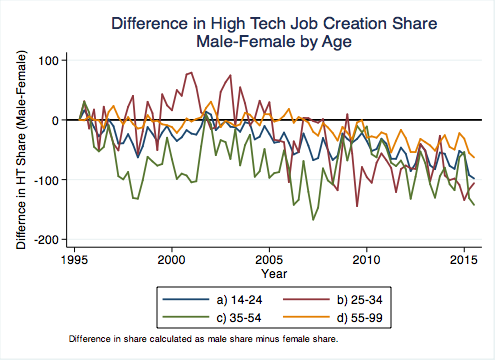 Difference in High Tech Job Creation Share
Male-Female by Age
Differnce in HT Shre (Male-Female)
100
0
-100
-200
1995
2000
2005
2010
2015
Year
a) 14-24
b) 25-34
c) 35-54
d) 55-99
Difference in share calculated as male share minus female share.